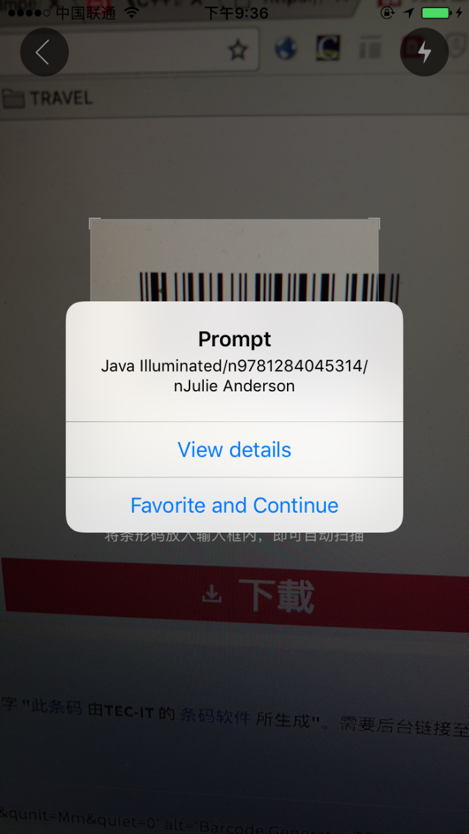 中国联通 下午9:36
TRAVEL
Prompt
Java Illuminated/n9781284045314/
nJulie Anderson
View details
Favorite and Continue
将条形码放入输入框内，即可自动扫描
下載
字 "此条码 由TEC-IT 的 条码软件 所生成"。需要后台链接至
&qunit=Mm&quiet=0' alt='Barcode Genera